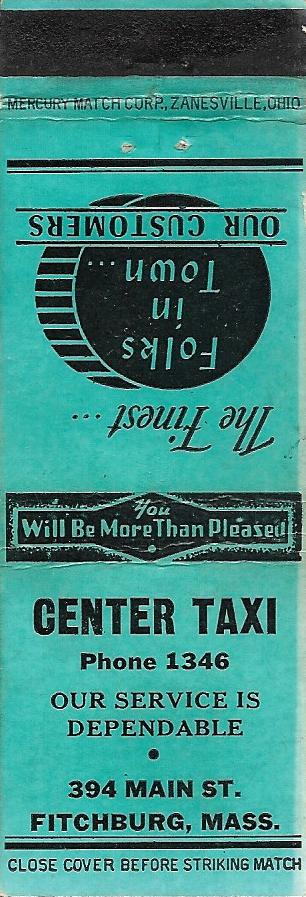 MERCURY MATCH CORP., ZANESVILLE, OHIO
The Finest...
Folks
in
Town...
OUR CUSTOMERS
You
Will Be More Than Pleased
CENTER TAXI
Phone 1346
OUR SERVICE IS
DEPENDABLE
394 MAIN ST.
FITCHBURG, MASS.
CLOSE COVER BEFORE STRIKING MATCH